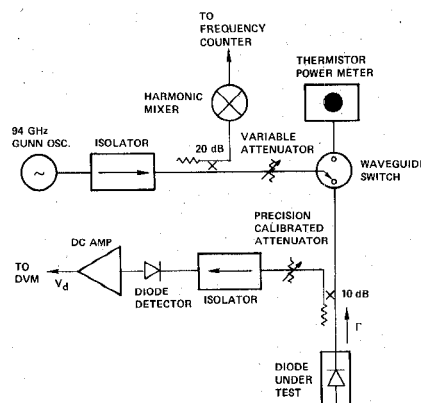 TO
FREQUENCY
COUNTER
HARMONIC
MIXER
THERMISTOR
POWER METER
94 GHz
GUNN OSC.
ISOLATOR
20 dB
VARIABLE
ATTENUATOR
WAVEGUIDE
SWITCH
~
PRECISION
CALIBRATED
ATTENUATOR
DC AMP
TO
DVM
Vd
DIODE
DETECTOR
ISOLATOR
10 dB
Γ
DIODE
UNDER
TEST